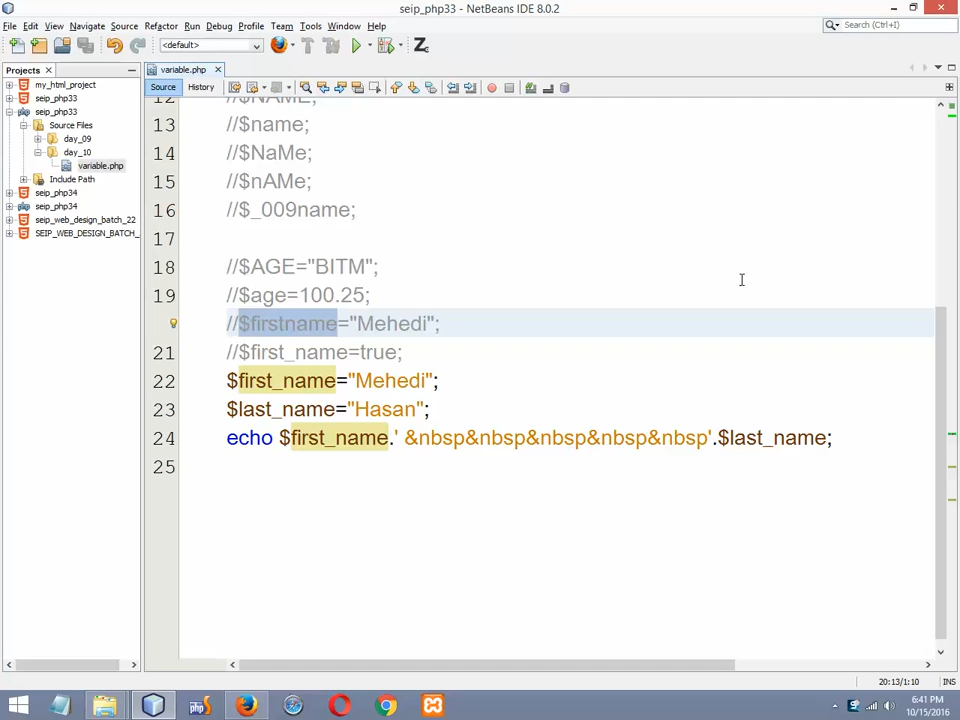 seip_php33 - NetBeans IDE 8.0.2
File Edit View Navigate Source Refactor Run Debug Profile Team Tools Window Help
<default>
Search (Ctrl+I)
Projects
variable.php
Source History
my_html_project
seip_php33
seip_php33
Source Files
day_09
day_10
variable.php
Include Path
seip_php34
seip_php34
seip_web_design_batch_22
SEIP_WEB_DESIGN_BATCH_
12 //$NAME;
13 //$name;
14 //$NaMe;
15 //$nAMe;
16 //$_009name;
17
18 //$AGE="BITM";
19 //$age=100.25;
//$firstname="Mehedi";
21 //$first_name=true;
22 $first_name="Mehedi";
23 $last_name="Hasan";
24 echo $first_name.' &nbsp&nbsp&nbsp&nbsp&nbsp'.$last_name;
25
20:13/1:10 INS
php
6:41 PM
10/15/2016